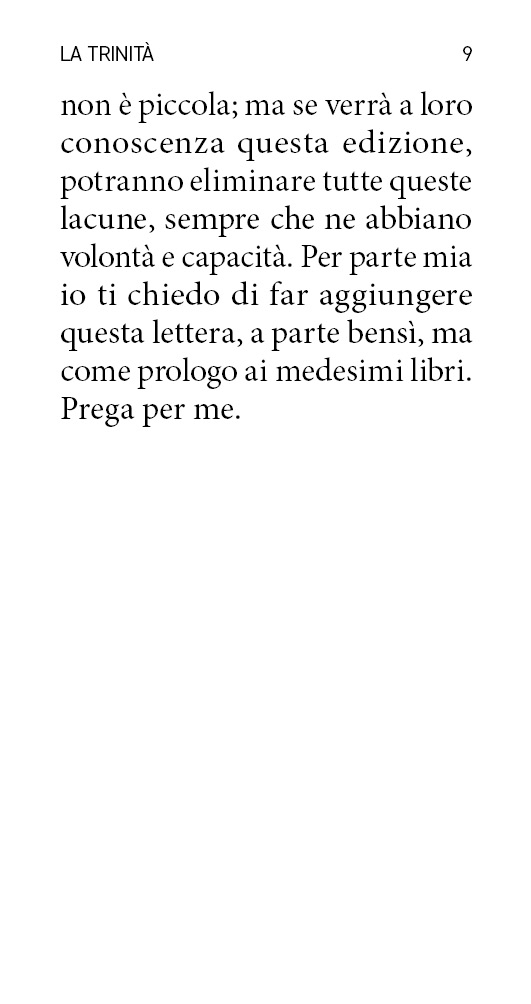 LA TRINITÀ 9
non è piccola; ma se verrà a loro
conoscenza questa edizione,
potranno eliminare tutte queste
lacune, sempre che ne abbiano
volontà e capacità. Per parte mia
io ti chiedo di far aggiungere
questa lettera, a parte bensì, ma
come prologo ai medesimi libri.
Prega per me.